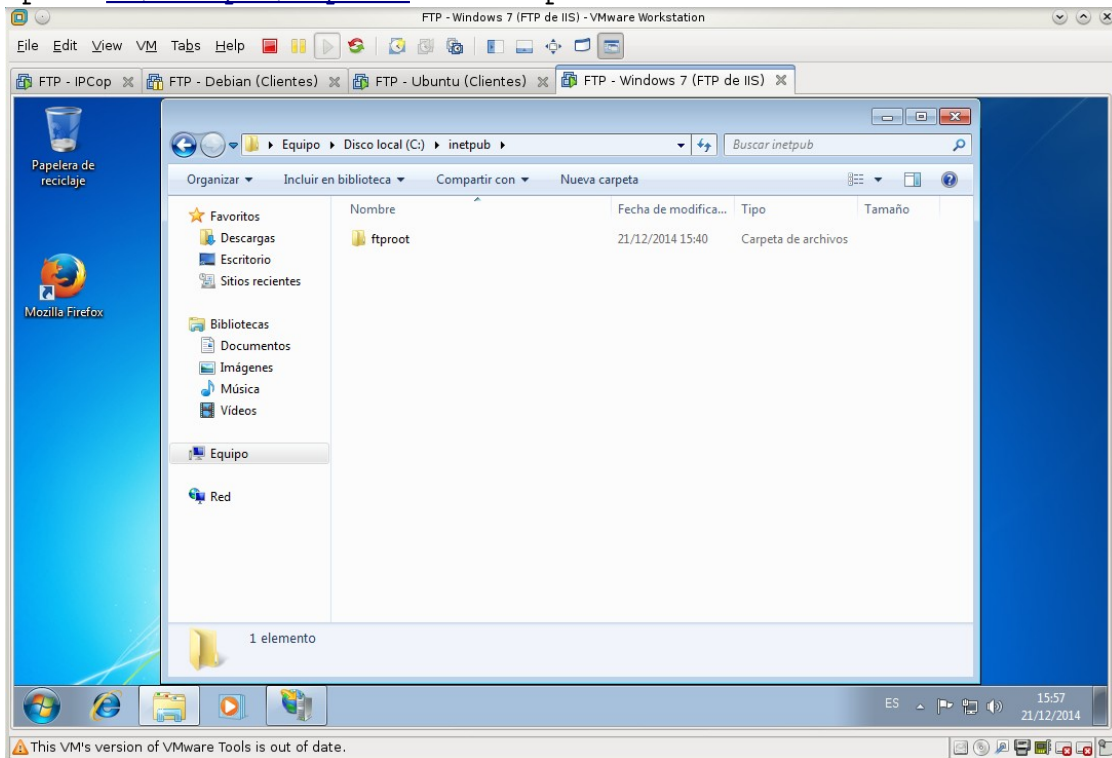 FTP - Windows 7 (FTP de IIS) - VMware Workstation
File Edit View VM Tabs Help
FTP - IPCop FTP - Debian (Clientes) FTP - Ubuntu (Clientes) FTP - Windows 7 (FTP de IIS)
Papelera de
reciclaje
Mozilla Firefox
Equipo Disco local (C:) inetpub Buscar inetpub
Organizar Incluir en biblioteca Compartir con Nueva carpeta
Nombre Fecha de modifica... Tipo Tamaño
ftproot 21/12/2014 15:40 Carpeta de archivos
Favoritos
Descargas
Escritorio
Sitios recientes
Bibliotecas
Documentos
Imágenes
Música
Vídeos
Equipo
Red
1 elemento
ES 15:57
21/12/2014
This VM's version of VMware Tools is out of date.